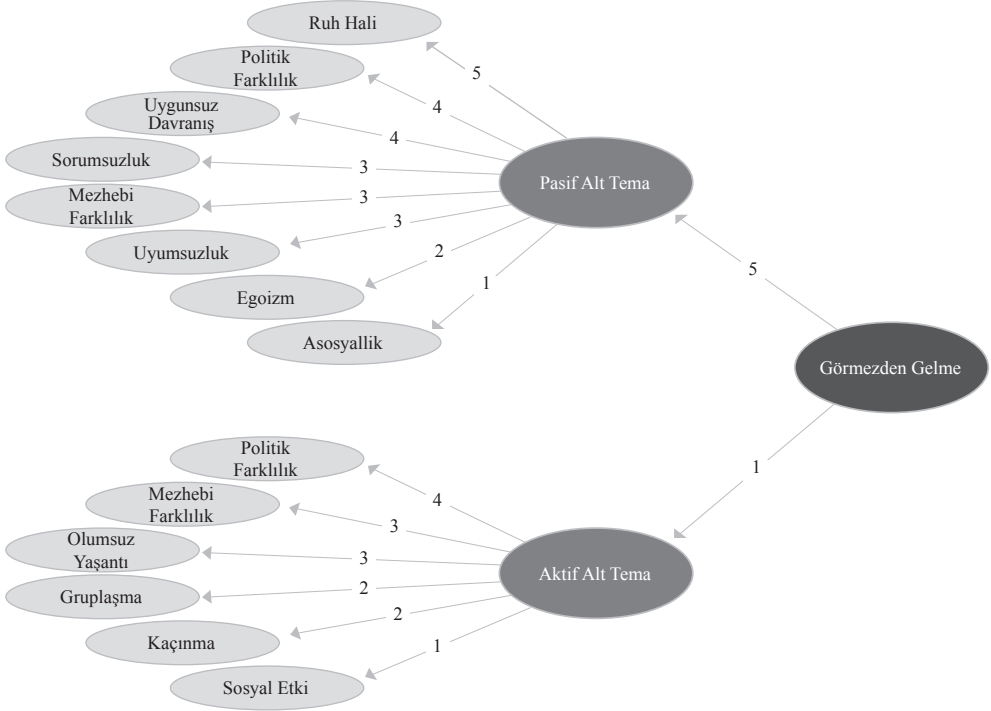 Ruh Hali
5
Politik
Farklılık
4
Uygunsuz
Davranış
4
Sorumsuzluk
3
Pasif Alt Tema
Mezhebi
Farklılık
3
Uyumsuzluk
3
Egoizm
2
Asosyallik
1
5
Görmezden Gelme
1
Politik
Farklılık
4
Mezhebi
Farklılık
3
Olumsuz
Yaşantı
3
Aktif Alt Tema
Gruplaşma
2
Kaçınma
2
Sosyal Etki
1